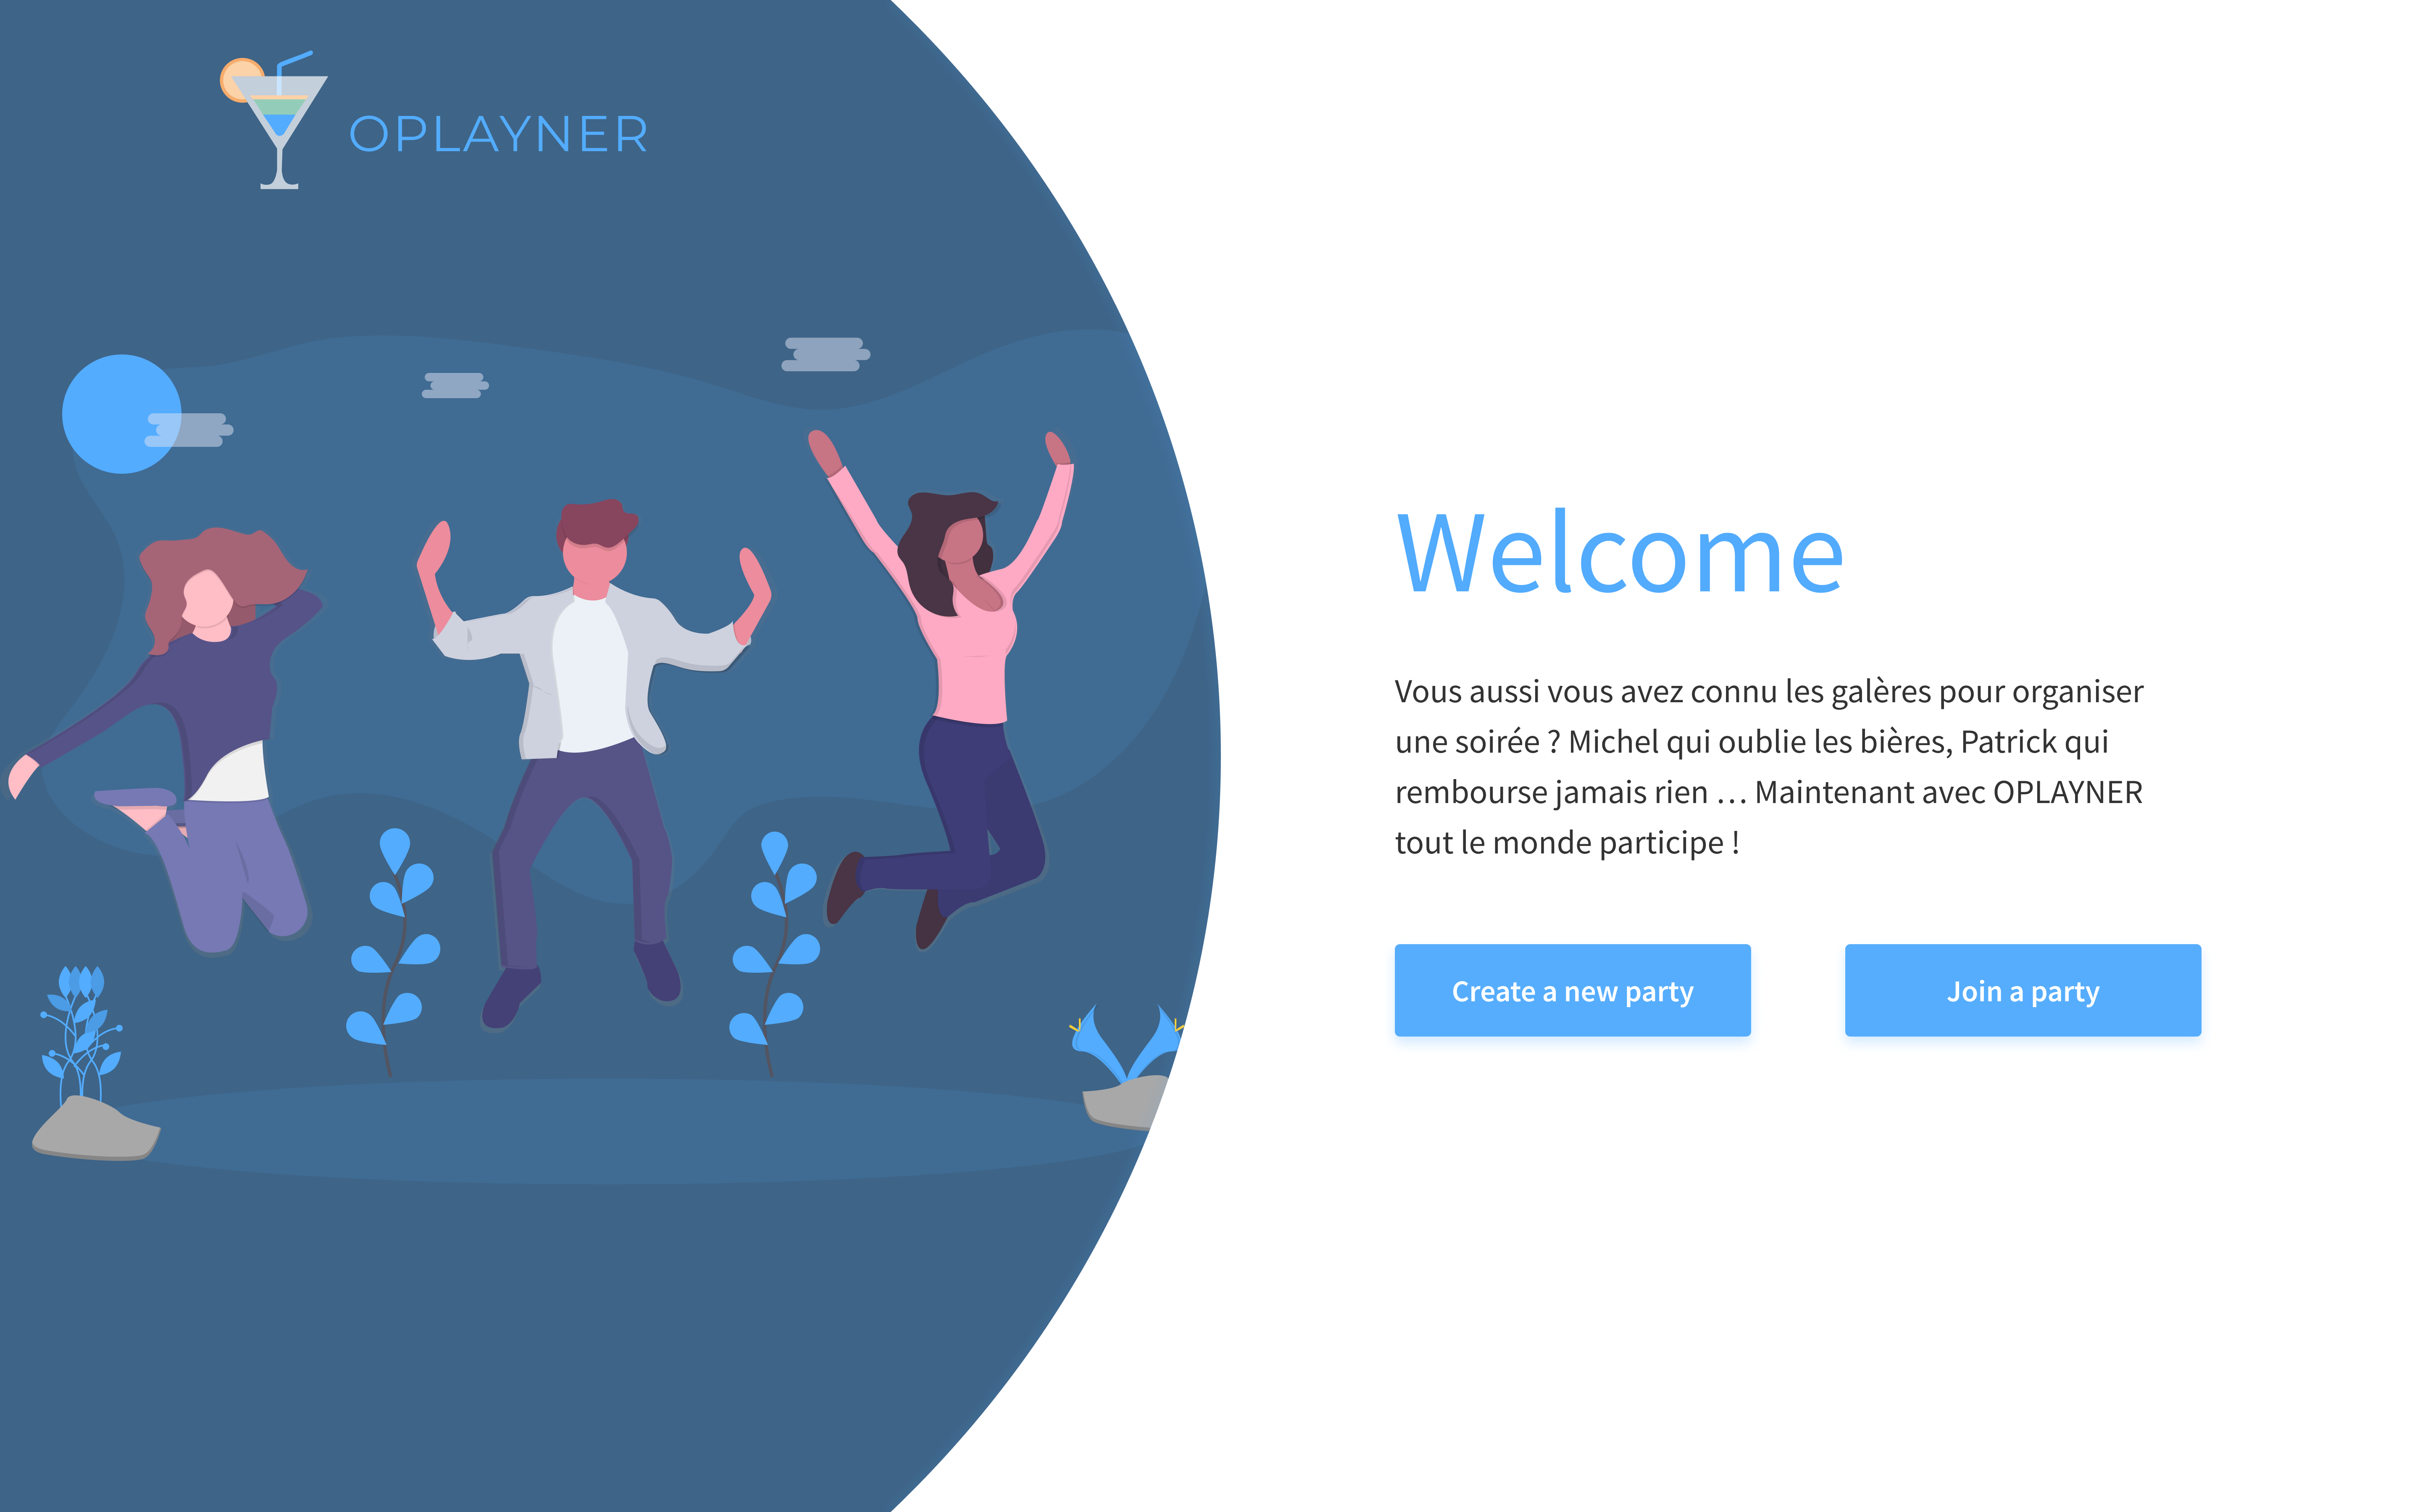 OPLAYNER
Welcome
Vous aussi vous avez connu les galères pour organiser
une soirée ? Michel qui oublie les bières, Patrick qui
rembourse jamais rien … Maintenant avec OPLAYNER
tout le monde participe !
Create a new party
Join a party